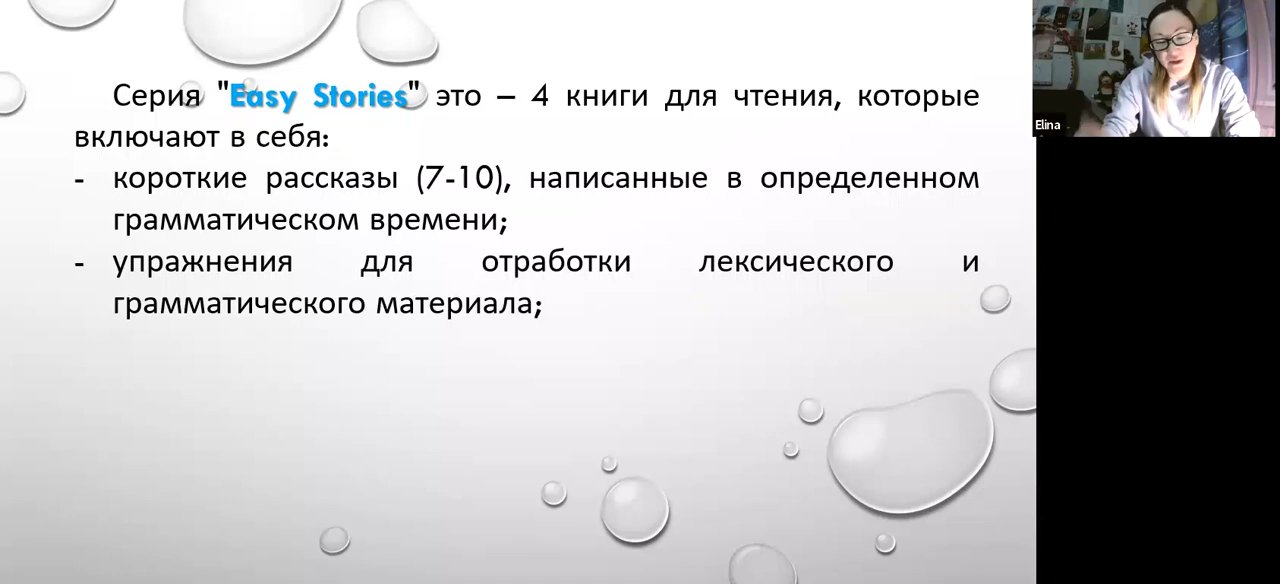 Серия "Easy Stories" это – 4 книги для чтения, которые
включают в себя:
- короткие рассказы (7-10), написанные в определенном
грамматическом времени;
- упражнения для отработки лексического и
грамматического материала;
Elina